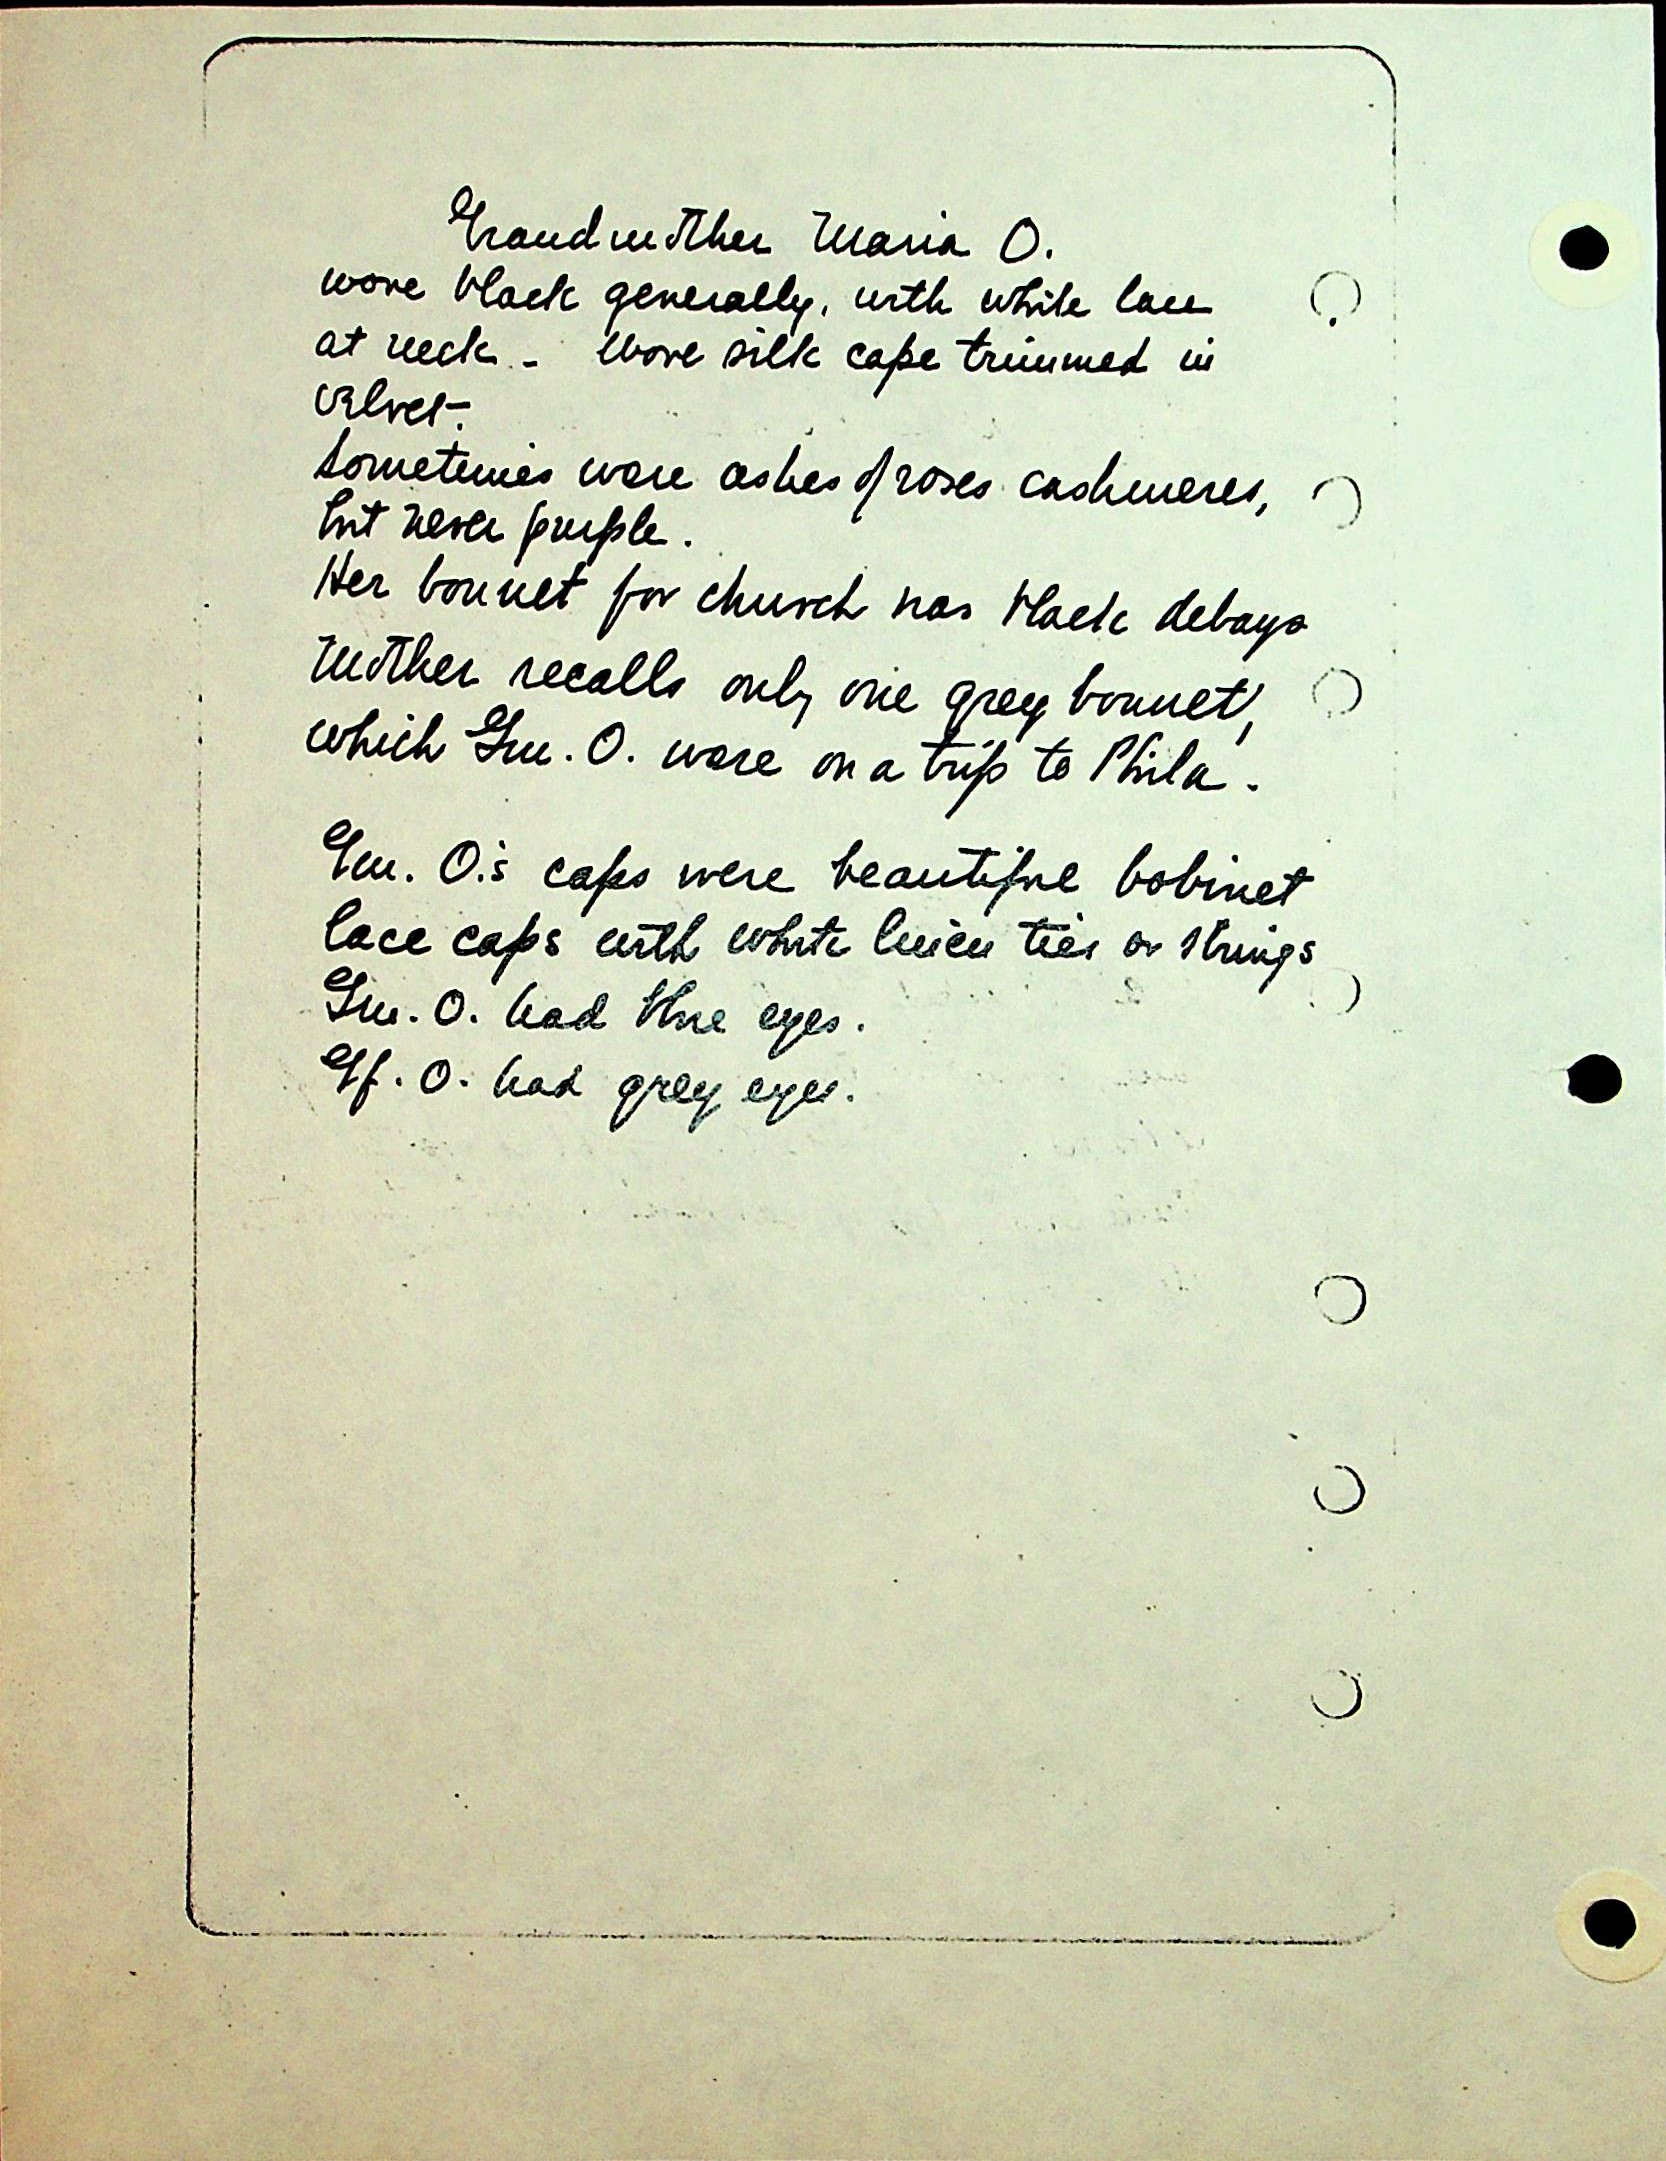 Grandmother Maria O.
wore black generally, with white lace
at neck - Wore silk cape trimmed in
velvet.
Sometimes wore ashes of roses cashmeres,
but never purple.
Her bonnet for church was black debays
Mother recalls only one grey bonnet,
which Gm. O. wore on a trip to Phila.
Gm. O.'s caps were beautiful bobinet
lace caps with white linen ties or strings
Gm. O. had blue eyes.
Gf. O. had grey eyes.